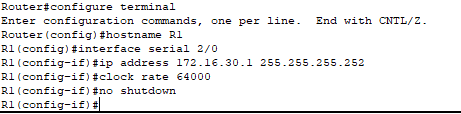 Router#configure terminal
Enter configuration commands, one per line.  End with CNTL/Z.
Router(config)#hostname R1
R1(config)#interface serial 2/0
R1(config-if)#ip address 172.16.30.1 255.255.255.252
R1(config-if)#clock rate 64000
R1(config-if)#no shutdown
R1(config-if)#